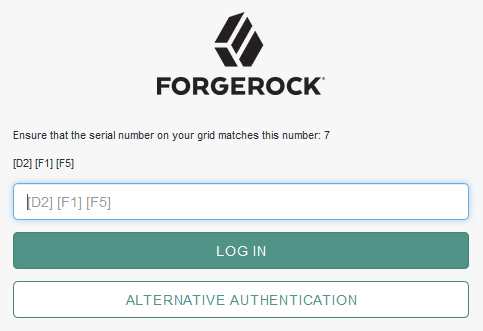 FORGEROCK®
Ensure that the serial number on your grid matches this number: 7
[D2] [F1] [F5]
[D2] [F1] [F5]
LOG IN
ALTERNATIVE AUTHENTICATION